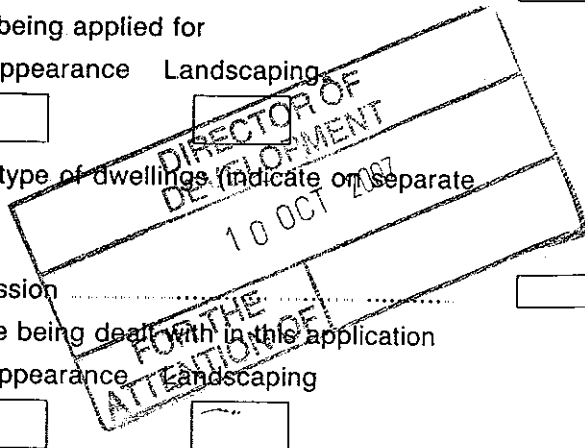 being applied for
ppearance Landscaping
DIRECTOR OF
DEVELOPMENT
type of dwellings (indicate on separate
10 OCT 2007
ssion
FOR THE
ATTENTION OF
e being dealt with in this application
ppearance Landscaping